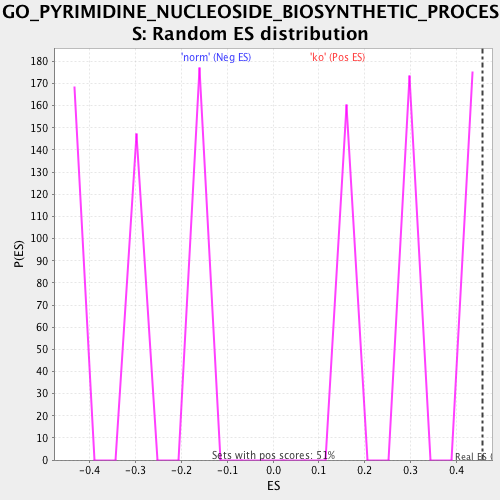 GO_PYRIMIDINE_NUCLEOSIDE_BIOSYNTHETIC_PROCES
S: Random ES distribution
'norm' (Neg ES)
'ko' (Pos ES)
180
170
160
150
140
130
120
110
100
90
80
70
60
50
40
30
20
10
0
P(ES)
Sets with pos scores: 51%
Real ES (
-0.4 -0.3 -0.2 -0.1 0.0 0.1 0.2 0.3 0.4
ES